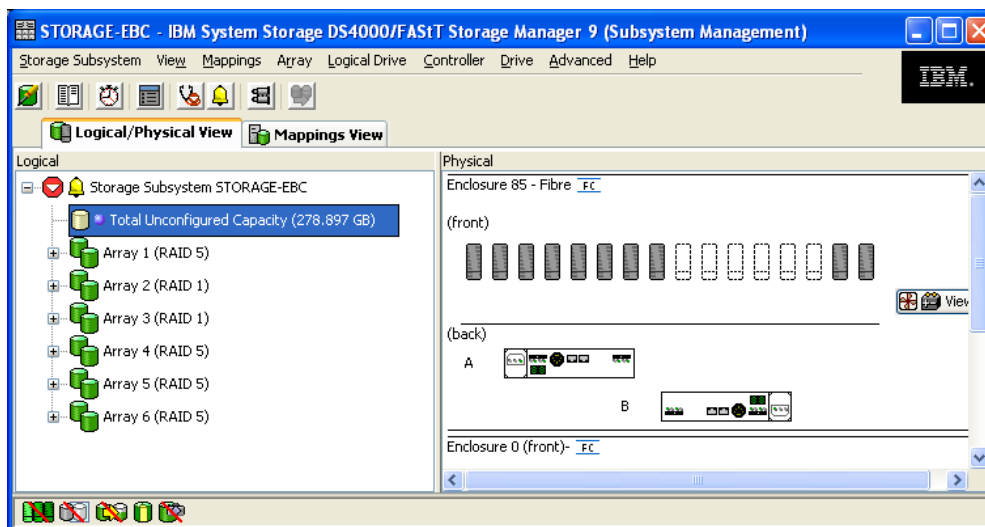 STORAGE-EBC - IBM System Storage DS4000/FAStT Storage Manager 9 (Subsystem Management)
Storage Subsystem View Mappings Array Logical Drive Controller Drive Advanced Help
IBM.
Logical/Physical View Mappings View
Logical
Storage Subsystem STORAGE-EBC
Total Unconfigured Capacity (278.897 GB)
Array 1 (RAID 5)
Array 2 (RAID 1)
Array 3 (RAID 1)
Array 4 (RAID 5)
Array 5 (RAID 5)
Array 6 (RAID 5)
Physical
Enclosure 85 - Fibre FC
(front)
View
(back)
A
B
Enclosure 0 (front)- FC